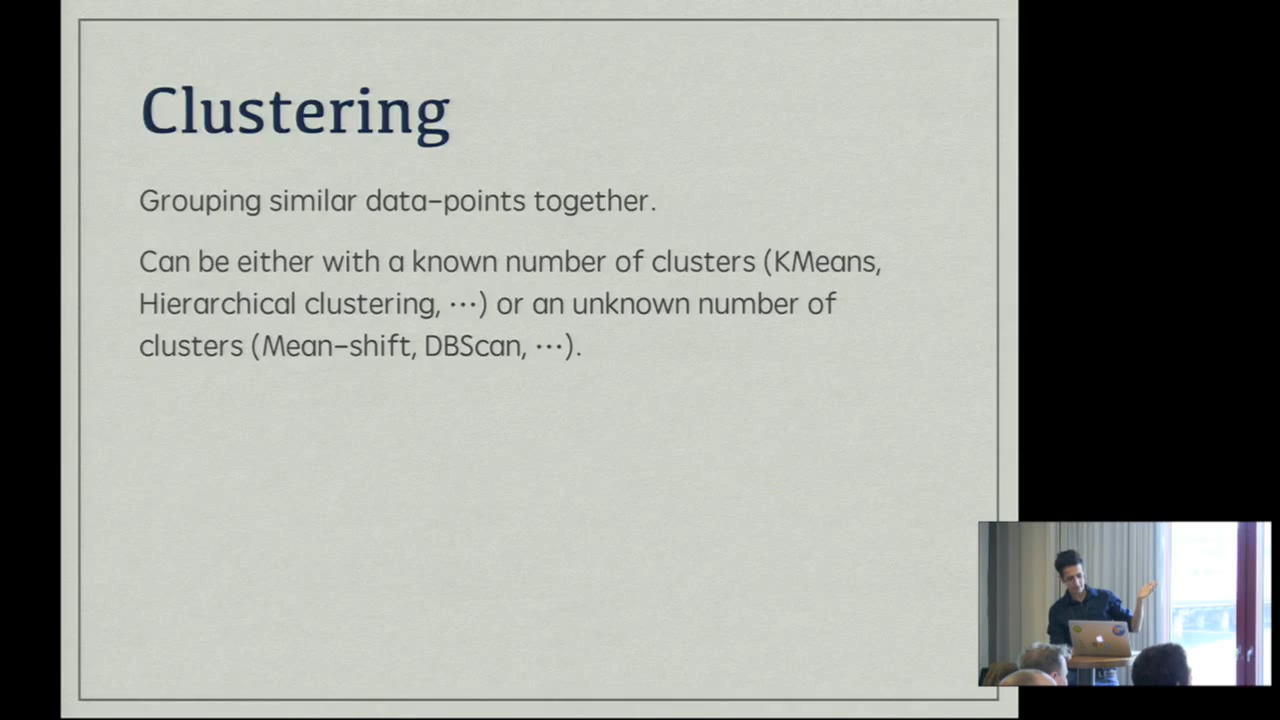 Clustering
Grouping similar data-points together.
Can be either with a known number of clusters (KMeans,
Hierarchical clustering, ···) or an unknown number of
clusters (Mean-shift, DBScan, ···).